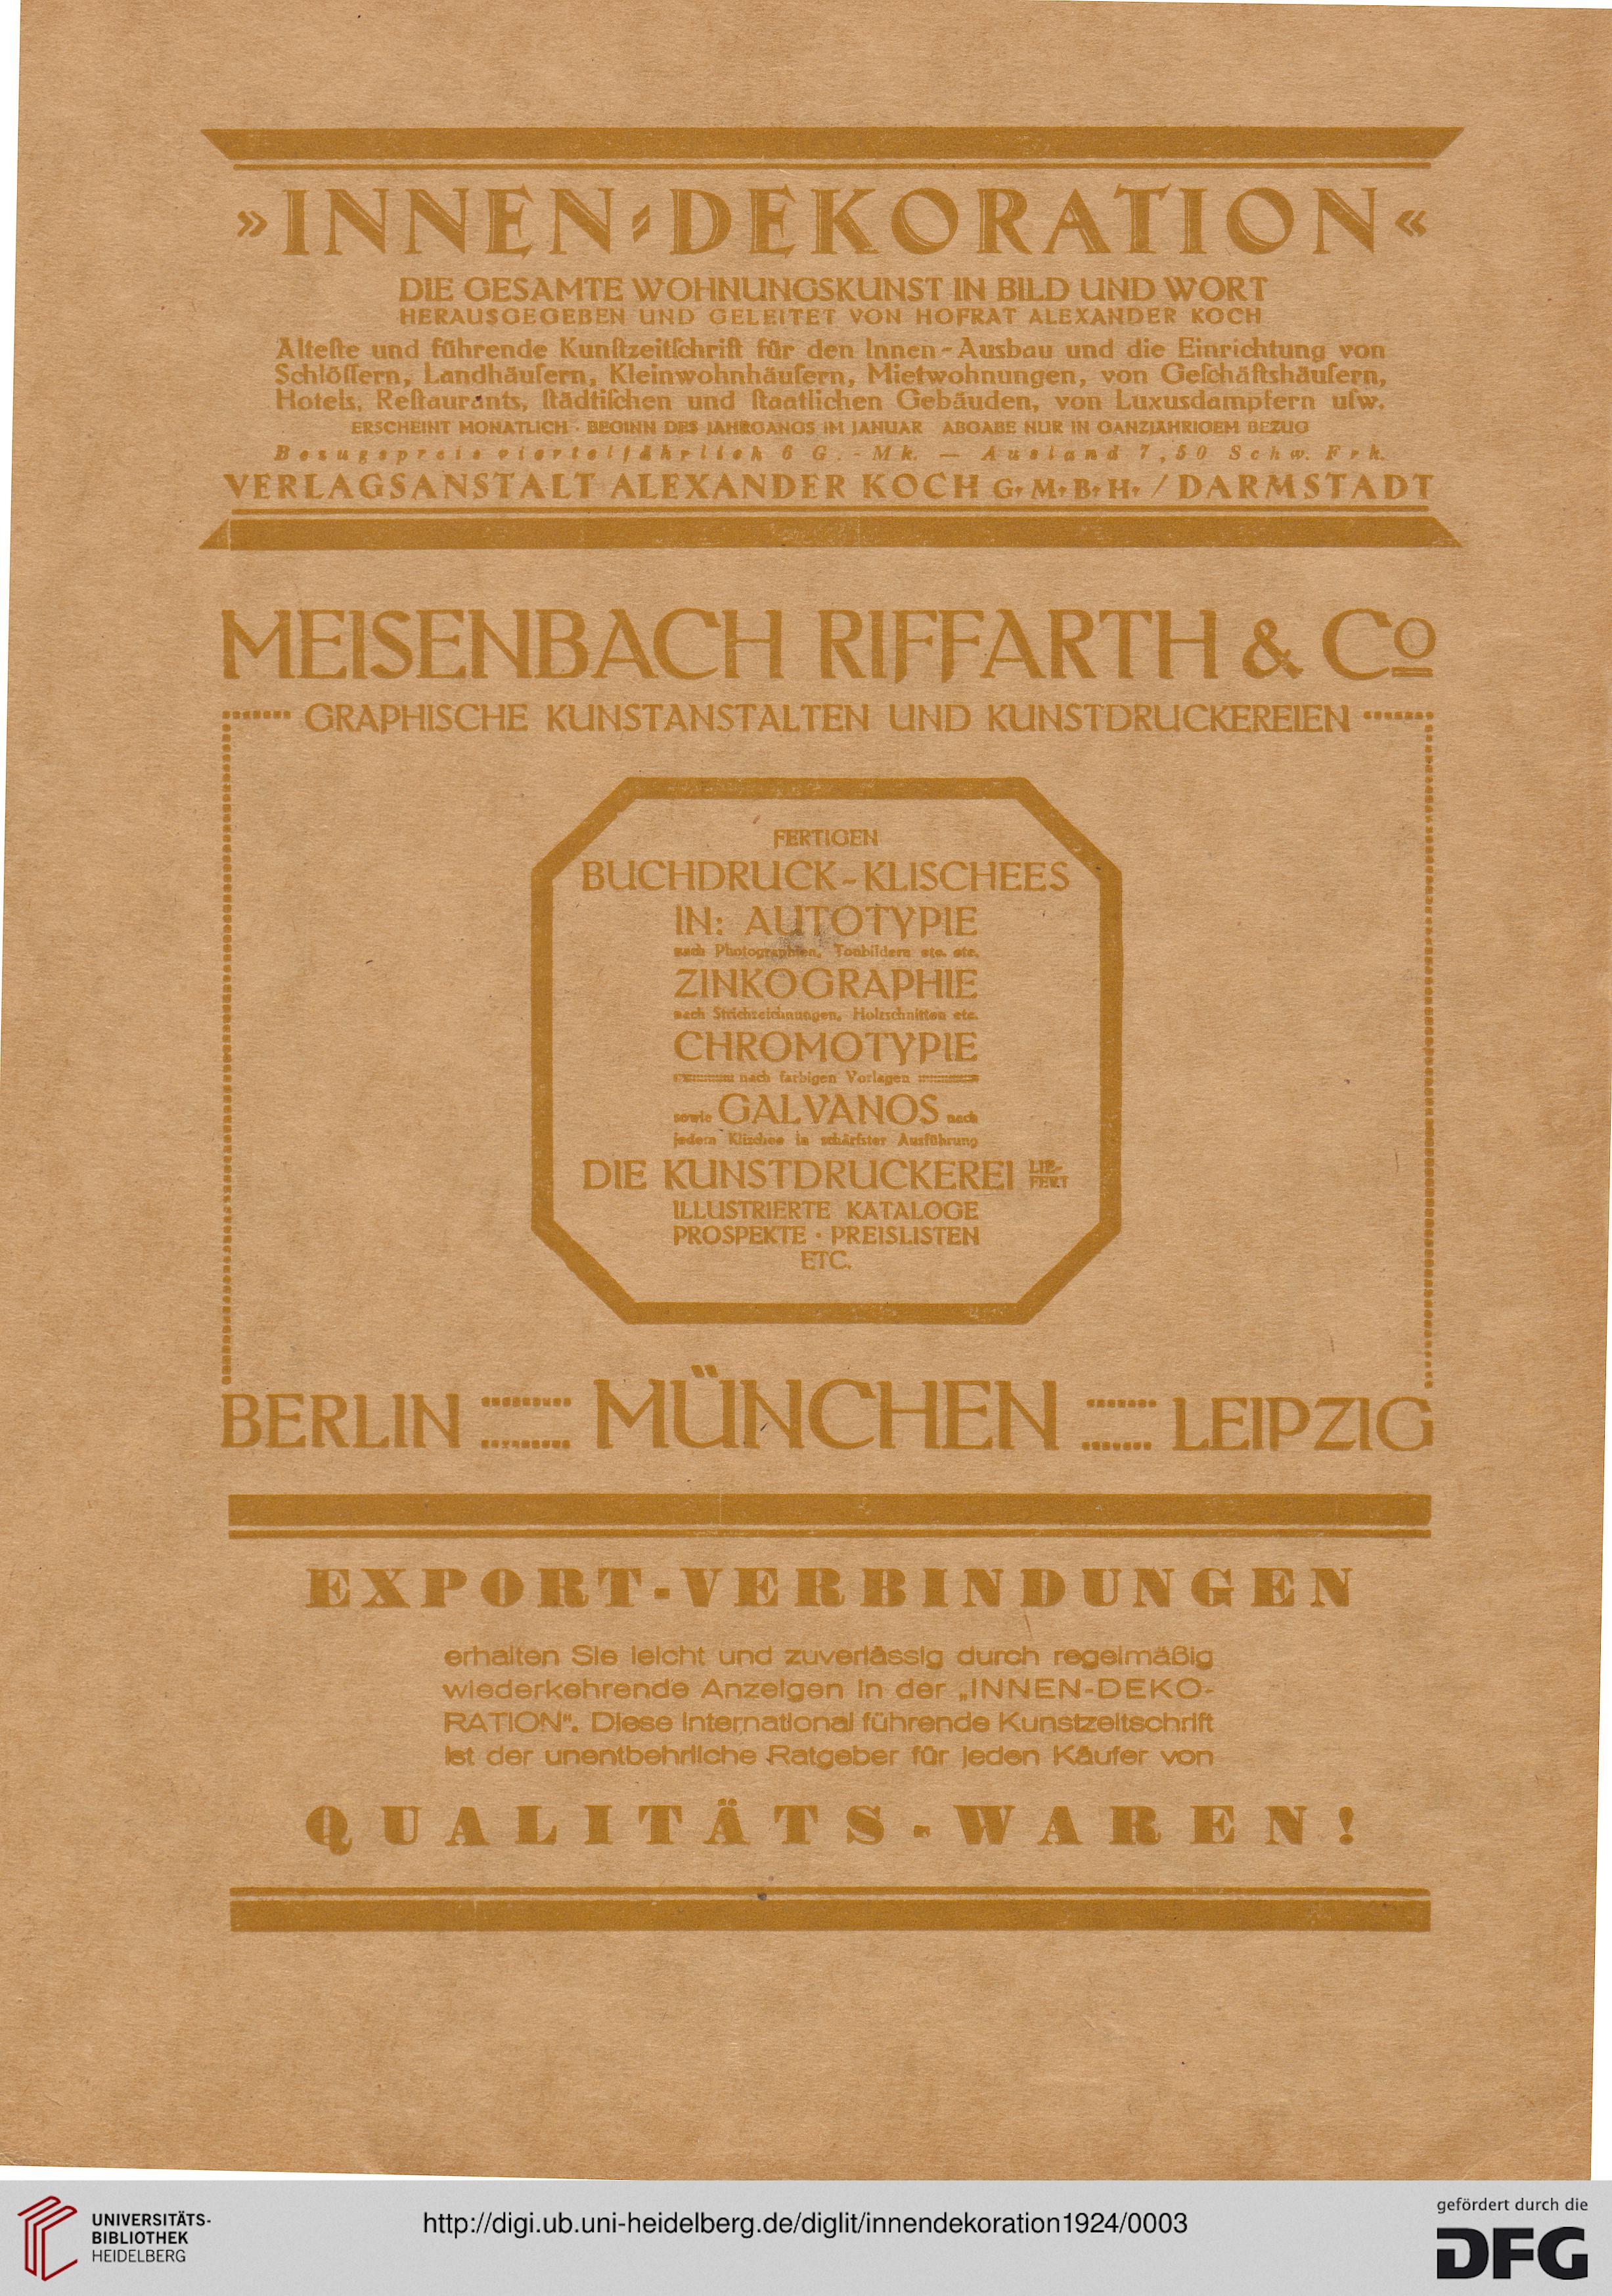 »INNEN-DEKORATION«
DIE GESAMTE WOHNUNGSKUNST IN BILD UND WORT
HERAUSGEGEBEN UND GELEITET VON HOFRAT ALEXANDER KOCH
Älteſte und führende Kunſtzeitſchrift für den Innen-Ausbau und die Einrichtung von
Schlöſſern, Landhäuſern, Kleinwohnhäuſern, Mietwohnungen, von Geſchäftshäuſern,
Hotels, Reſtaurants, ſtädtiſchen und ſtaatlichen Gebäuden, von Luxusdampfern uſw.
ERSCHEINT MONATLICH · BEGINN DES JAHRGANGS IM JANUAR ABGABE NUR IN GANZJÄHRIGEM BEZUG
Bezugspreis vierteljährlich 6 G.-Mk. — Ausland 7,50 Schw. Frk.
VERLAGSANSTALT ALEXANDER KOCH G.M.B.H. / DARMSTADT
MEISENBACH RIFFARTH & Co
GRAPHISCHE KUNSTANSTALTEN UND KUNSTDRUCKEREIEN
FERTIGEN
BUCHDRUCK-KLISCHEES
IN: AUTOTYPIE
nach Photographien, Tonbildern etc. etc.
ZINKOGRAPHIE
nach Strichzeichnungen, Holzschnitten etc.
CHROMOTYPIE
nach farbigen Vorlagen
sowie GALVANOS nach
jedem Klischee in schärfster Ausführung
DIE KUNSTDRUCKEREI LIE-
FERT
ILLUSTRIERTE KATALOGE
PROSPEKTE · PREISLISTEN
ETC.
BERLIN MÜNCHEN LEIPZIG
EXPORT-VERBINDUNGEN
erhalten Sie leicht und zuverlässig durch regelmäßig
wiederkehrende Anzeigen in der „INNEN-DEKO-
RATION“. Diese international führende Kunstzeitschrift
ist der unentbehrliche Ratgeber für jeden Käufer von
QUALITÄTS-WAREN!
UNIVERSITÄTS-
BIBLIOTHEK
HEIDELBERG
http://digi.ub.uni-heidelberg.de/diglit/innendekoration1924/0003
gefördert durch die
DFG